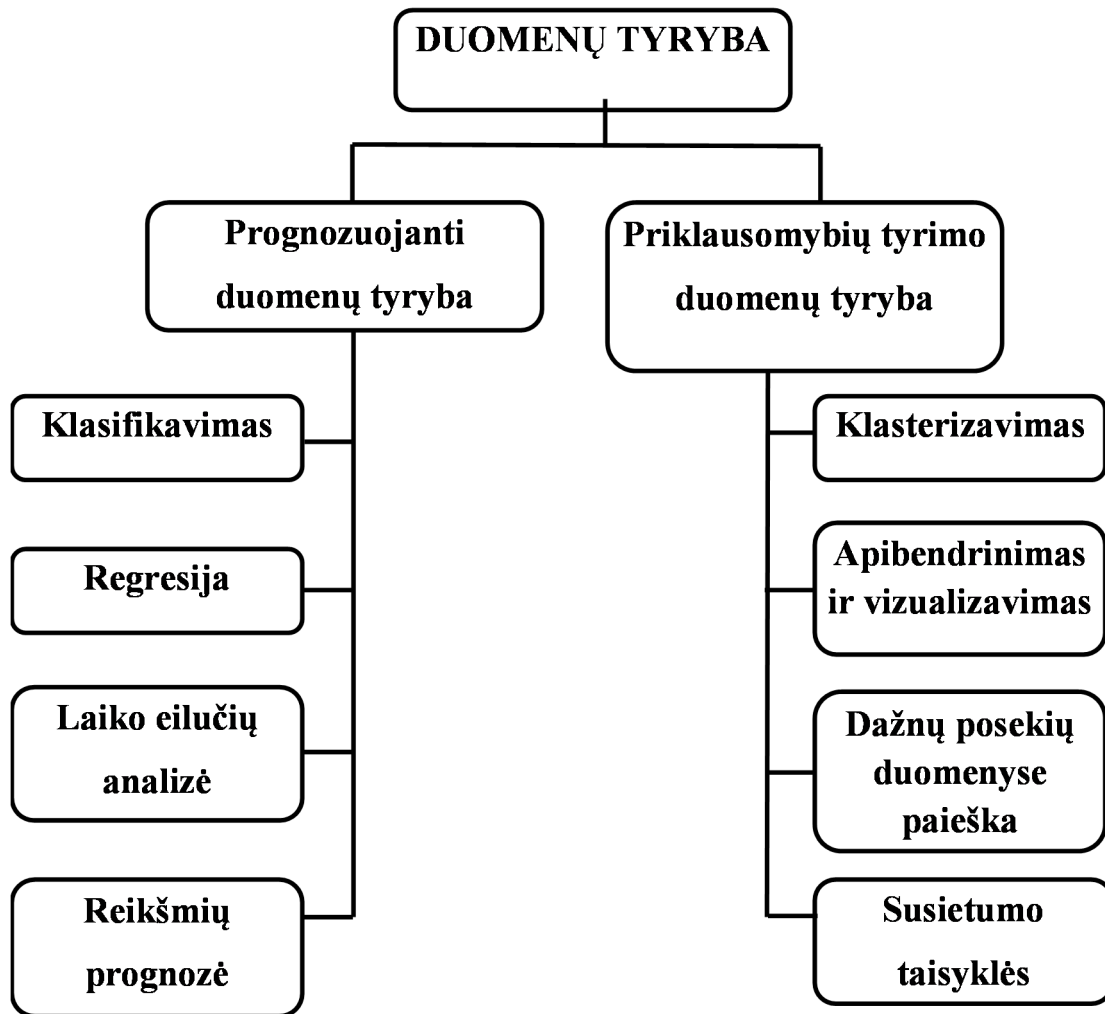 DUOMENŲ TYRYBA
Prognozuojanti
duomenų tyryba
Priklausomybių tyrimo
duomenų tyryba
Klasifikavimas
Regresija
Laiko eilučių
analizė
Reikšmių
prognozė
Klasterizavimas
Apibendrinimas
ir vizualizavimas
Dažnų posekių
duomenyse
paieška
Susietumo
taisyklės